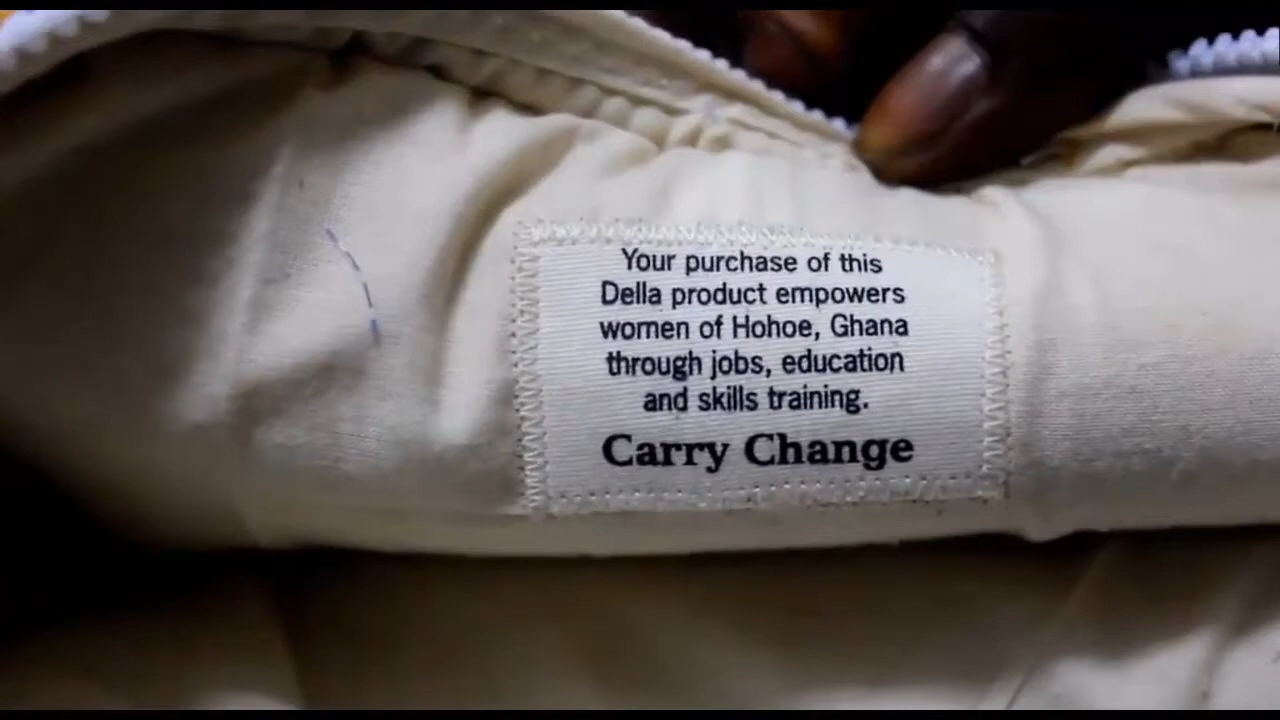 Your purchase of this
Della product empowers
women of Hohoe, Ghana
through jobs, education
and skills training.
Carry Change